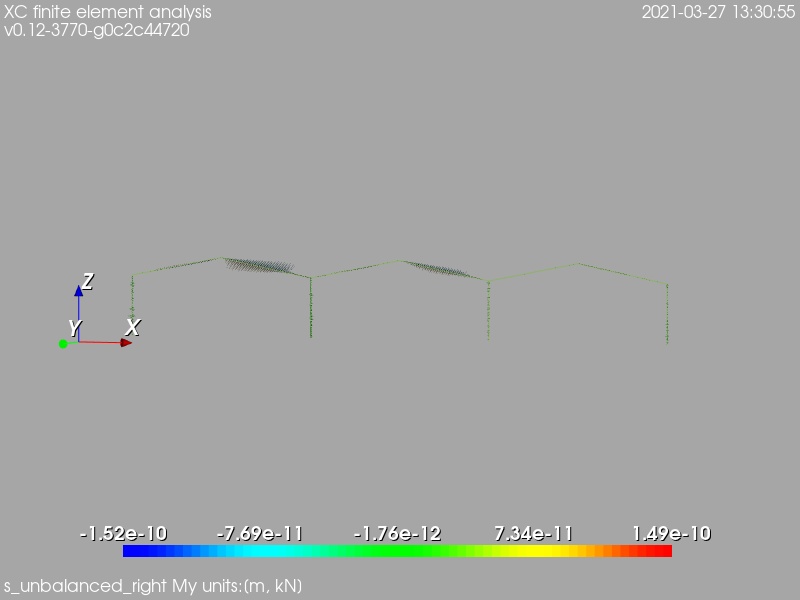 XC finite element analysis
v0.12-3770-g0c2c44720
2021-03-27 13:30:55
Z
Y
X
-1.52e-10 -7.69e-11 -1.76e-12 7.34e-11 1.49e-10
s_unbalanced_right My units:[m, kN]